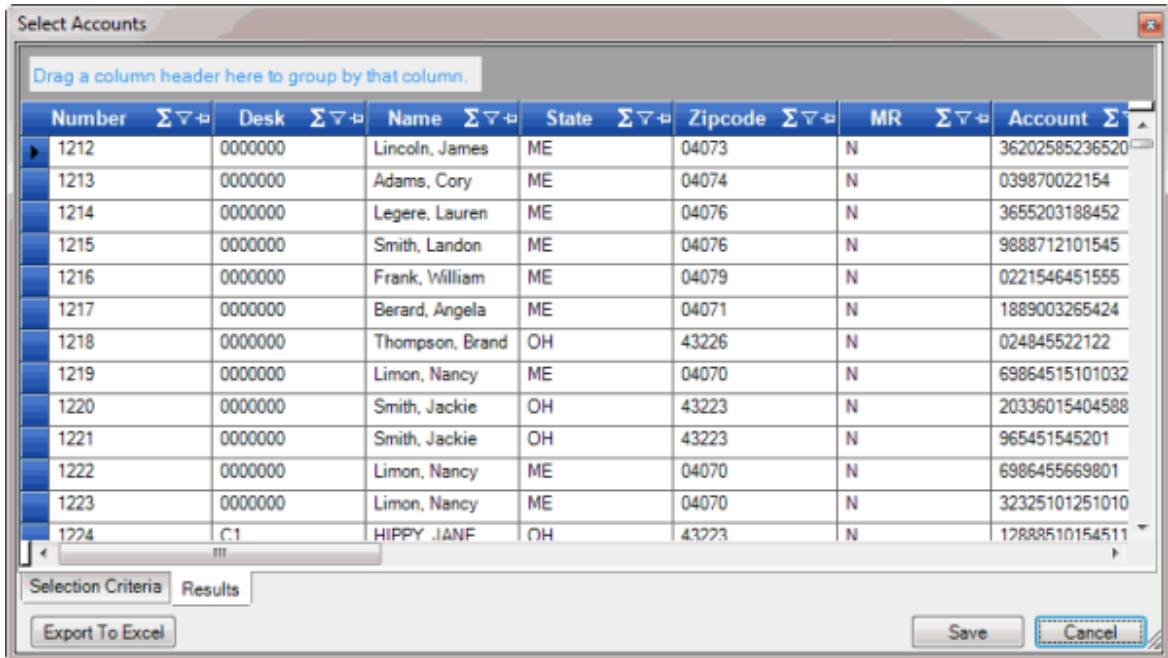 Select Accounts
Drag a column header here to group by that column.
Number Desk Name State Zipcode MR Account
1212 0000000 Lincoln, James ME 04073 N 36202585236520
1213 0000000 Adams, Cory ME 04074 N 039870022154
1214 0000000 Legere, Lauren ME 04076 N 3655203188452
1215 0000000 Smith, Landon ME 04076 N 9888712101545
1216 0000000 Frank, William ME 04079 N 0221546451555
1217 0000000 Berard, Angela ME 04071 N 1889003265424
1218 0000000 Thompson, Brand OH 43226 N 024845522122
1219 0000000 Limon, Nancy ME 04070 N 69864515101032
1220 0000000 Smith, Jackie OH 43223 N 20336015404588
1221 0000000 Smith, Jackie OH 43223 N 965451545201
1222 0000000 Limon, Nancy ME 04070 N 6986455669801
1223 0000000 Limon, Nancy ME 04070 N 32325101251010
1224 C1 HIPPY, JANE OH 43223 N 12888510154511
Selection Criteria Results
Export To Excel Save Cancel